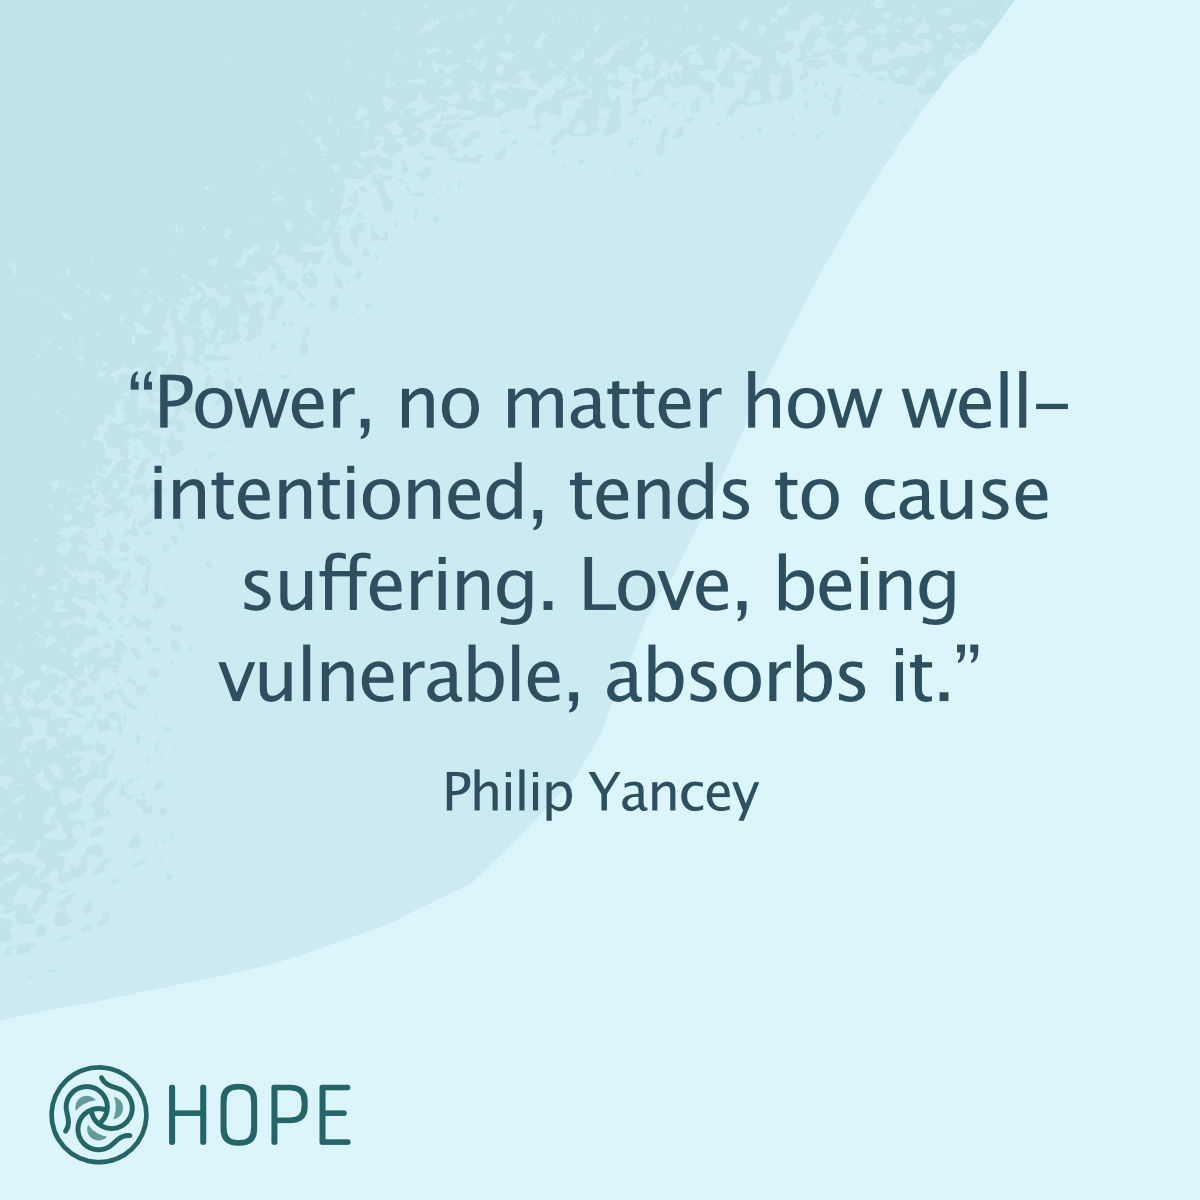 “Power, no matter how well-
intentioned, tends to cause
suffering. Love, being
vulnerable, absorbs it.”
Philip Yancey
HOPE